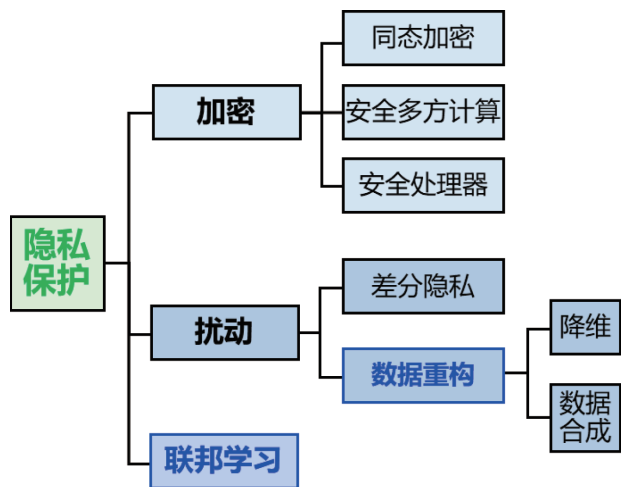 同态加密
加密
安全多方计算
安全处理器
隐私
保护
差分隐私
扰动
数据重构
降维
数据
合成
联邦学习